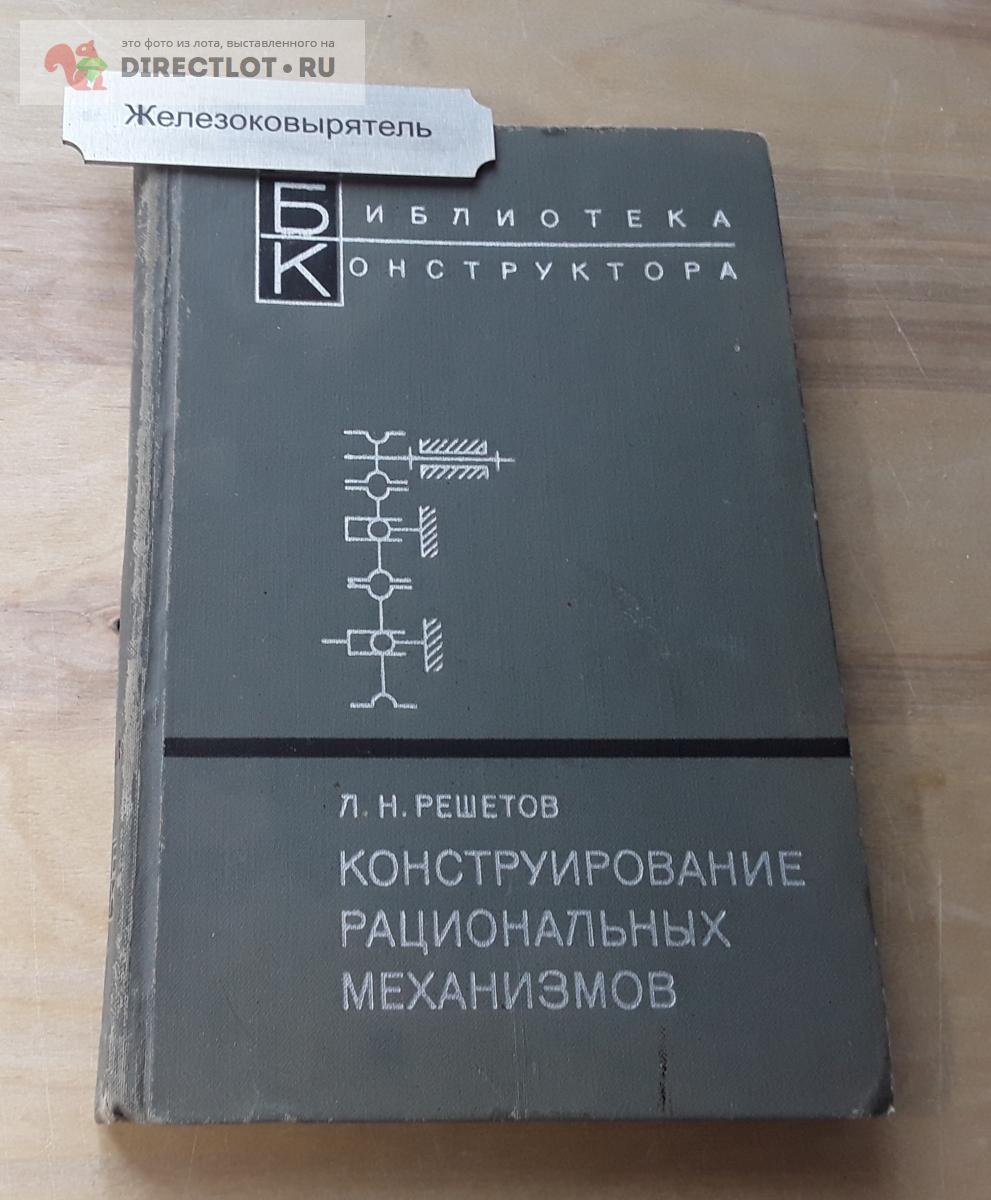 это фото из лота, выставленного на
DIRECTLOT•RU
Железоковырятель
БИБЛИОТЕКА
КОНСТРУКТОРА
Л. Н. РЕШЕТОВ
КОНСТРУИРОВАНИЕ
РАЦИОНАЛЬНЫХ
МЕХАНИЗМОВ